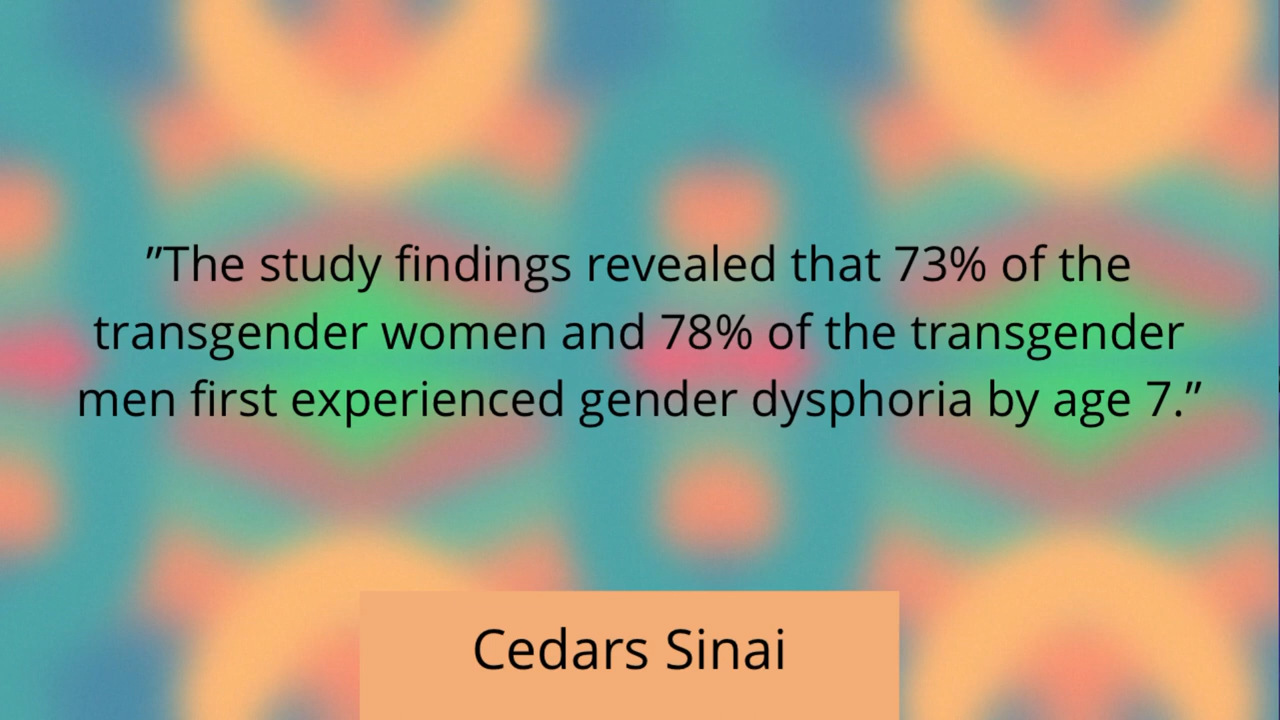 ”The study findings revealed that 73% of the
transgender women and 78% of the transgender
men first experienced gender dysphoria by age 7.”
Cedars Sinai